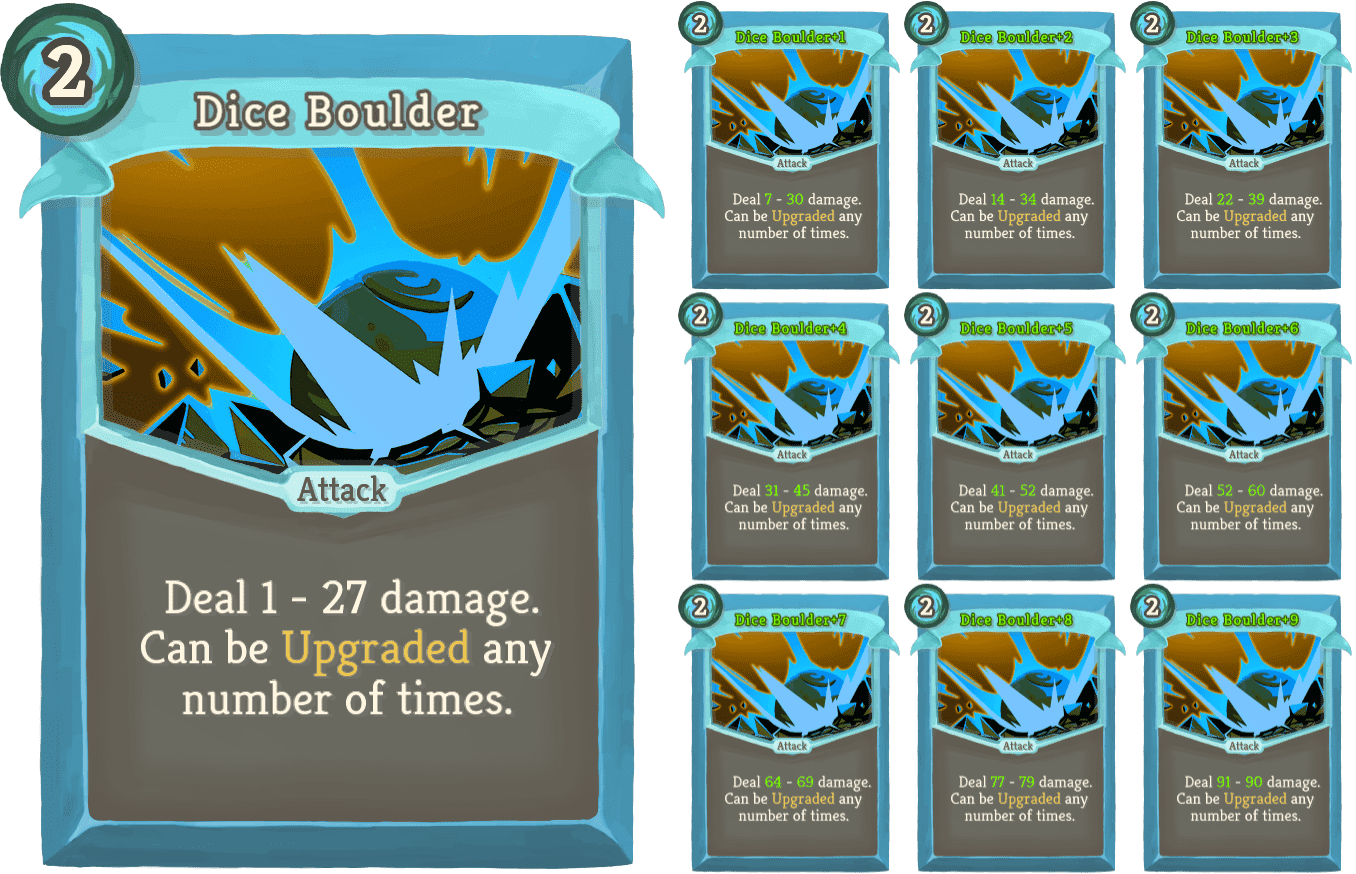 2
Dice Boulder
Attack
Deal 1 - 27 damage.
Can be Upgraded any
number of times.
2
Dice Boulder+1
Attack
Deal 7 - 30 damage.
Can be Upgraded any
number of times.
2
Dice Boulder+2
Attack
Deal 14 - 34 damage.
Can be Upgraded any
number of times.
2
Dice Boulder+3
Attack
Deal 22 - 39 damage.
Can be Upgraded any
number of times.
2
Dice Boulder+4
Attack
Deal 31 - 45 damage.
Can be Upgraded any
number of times.
2
Dice Boulder+5
Attack
Deal 41 - 52 damage.
Can be Upgraded any
number of times.
2
Dice Boulder+6
Attack
Deal 52 - 60 damage.
Can be Upgraded any
number of times.
2
Dice Boulder+7
Attack
Deal 64 - 69 damage.
Can be Upgraded any
number of times.
2
Dice Boulder+8
Attack
Deal 77 - 79 damage.
Can be Upgraded any
number of times.
2
Dice Boulder+9
Attack
Deal 91 - 90 damage.
Can be Upgraded any
number of times.